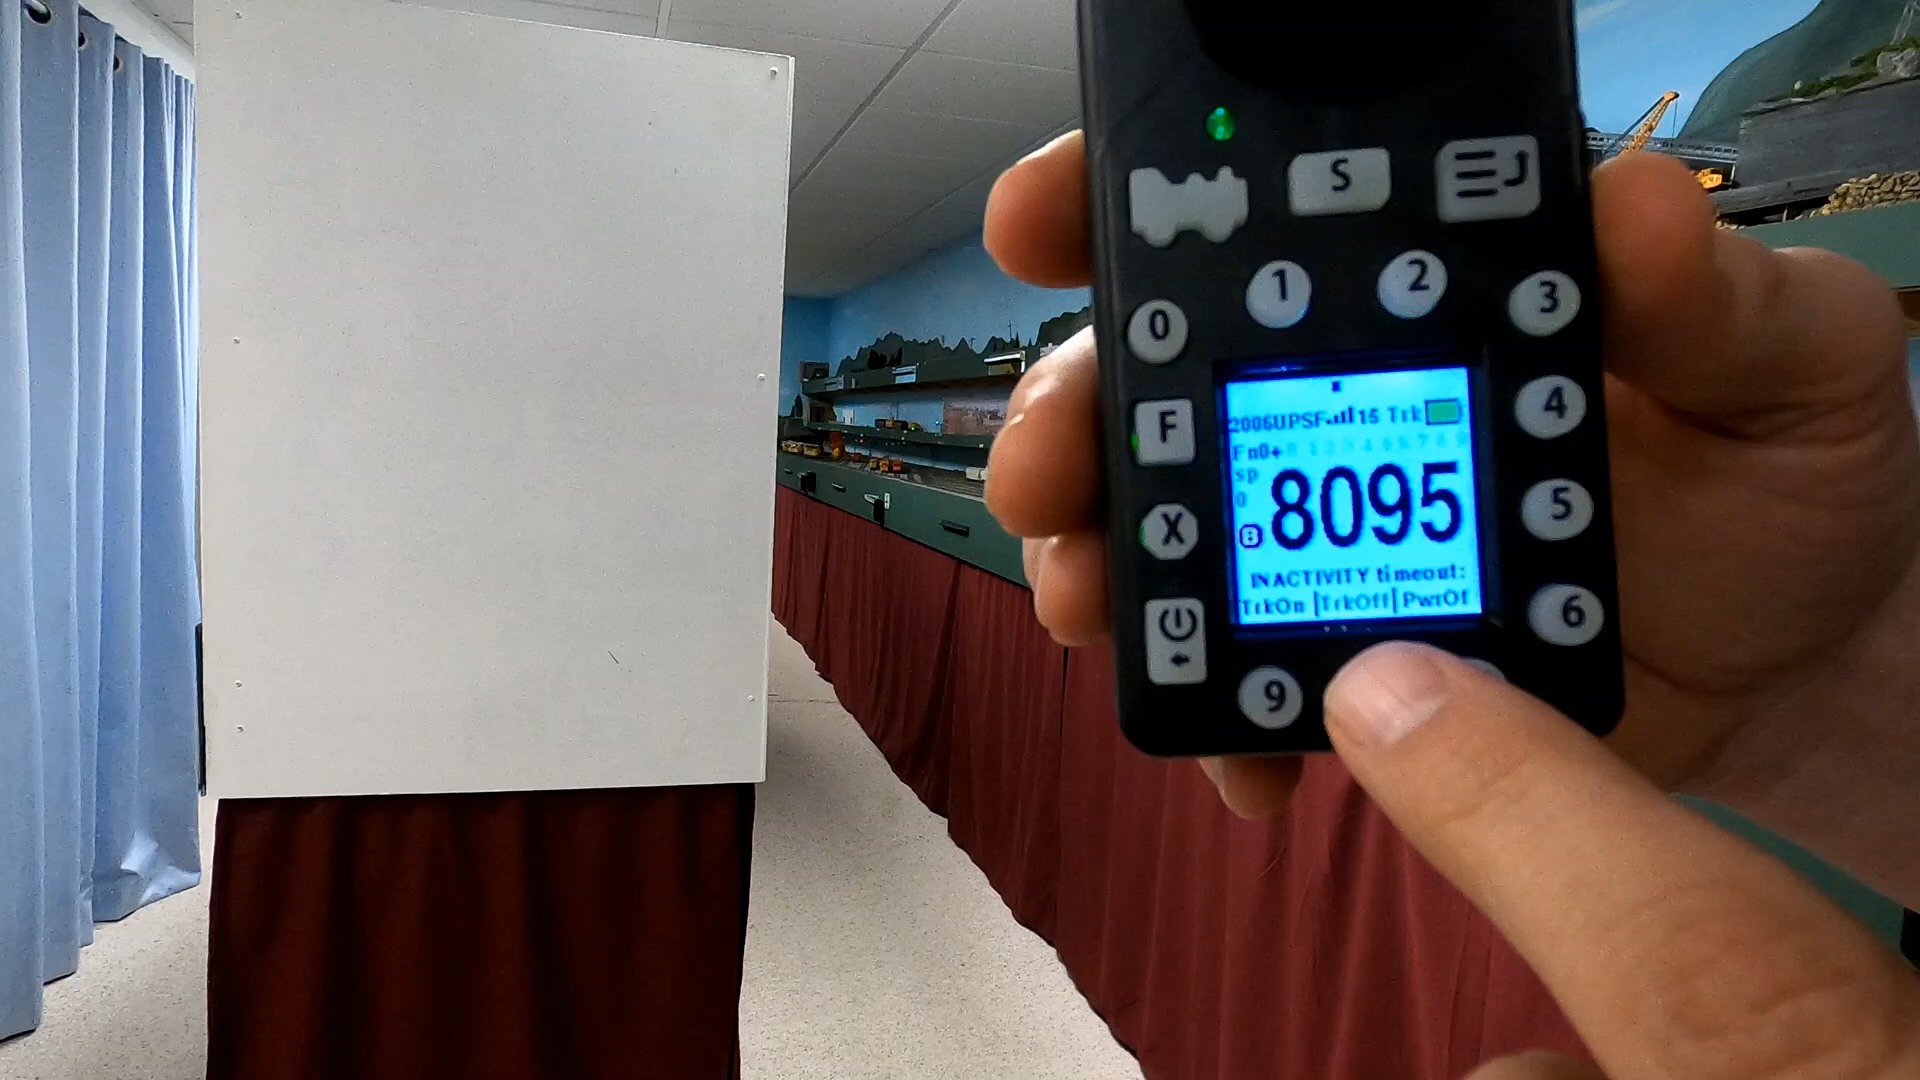 S
1 2
0 3
2006UPSF 15 Trk
F 4
Fn0+
sp
0
8095
X B 5
INACTIVITY timeout:
TrkOn |TrkOff| PwrOf
6
9